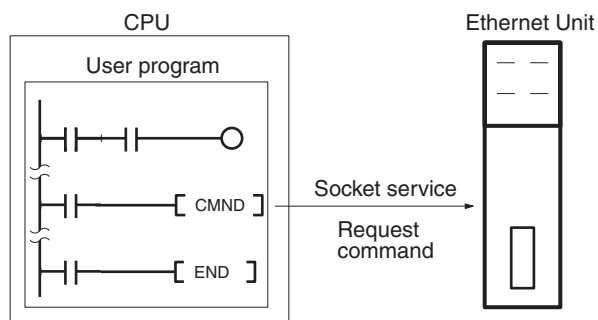 CPU
Ethernet Unit
User program
CMND
END
Socket service
Request
command